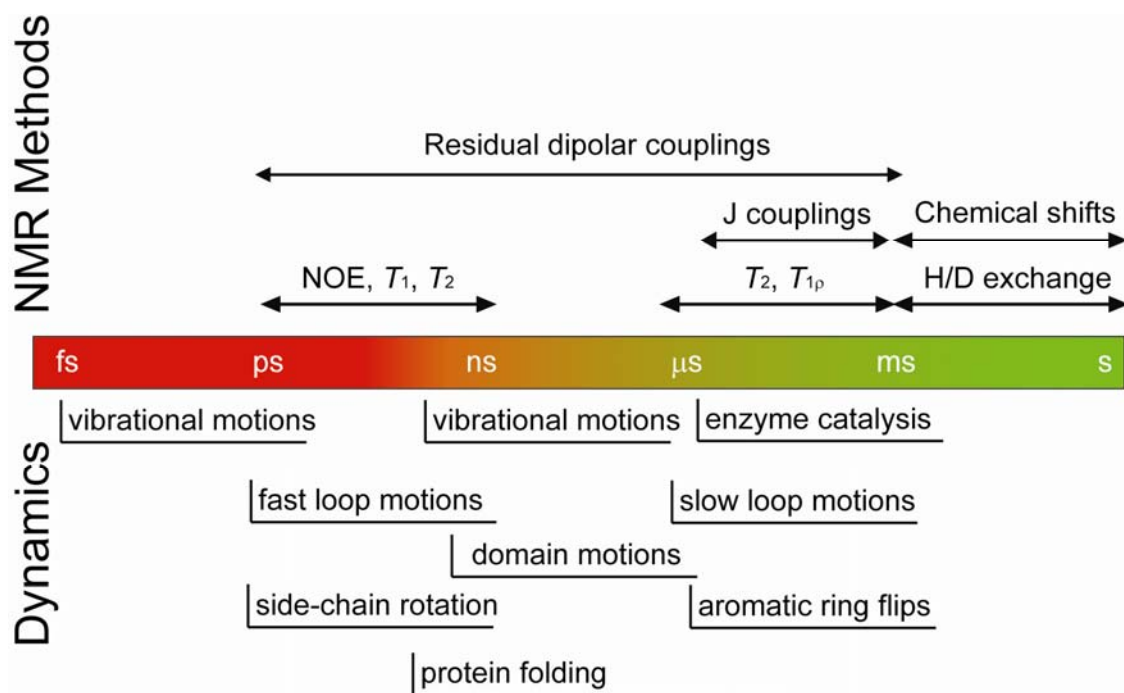 NMR Methods
Residual dipolar couplings
J couplings
Chemical shifts
NOE, T1, T2
T2, T1ρ
H/D exchange
fs ps ns μs ms s
Dynamics
vibrational motions
vibrational motions
enzyme catalysis
fast loop motions
slow loop motions
domain motions
side-chain rotation
aromatic ring flips
protein folding